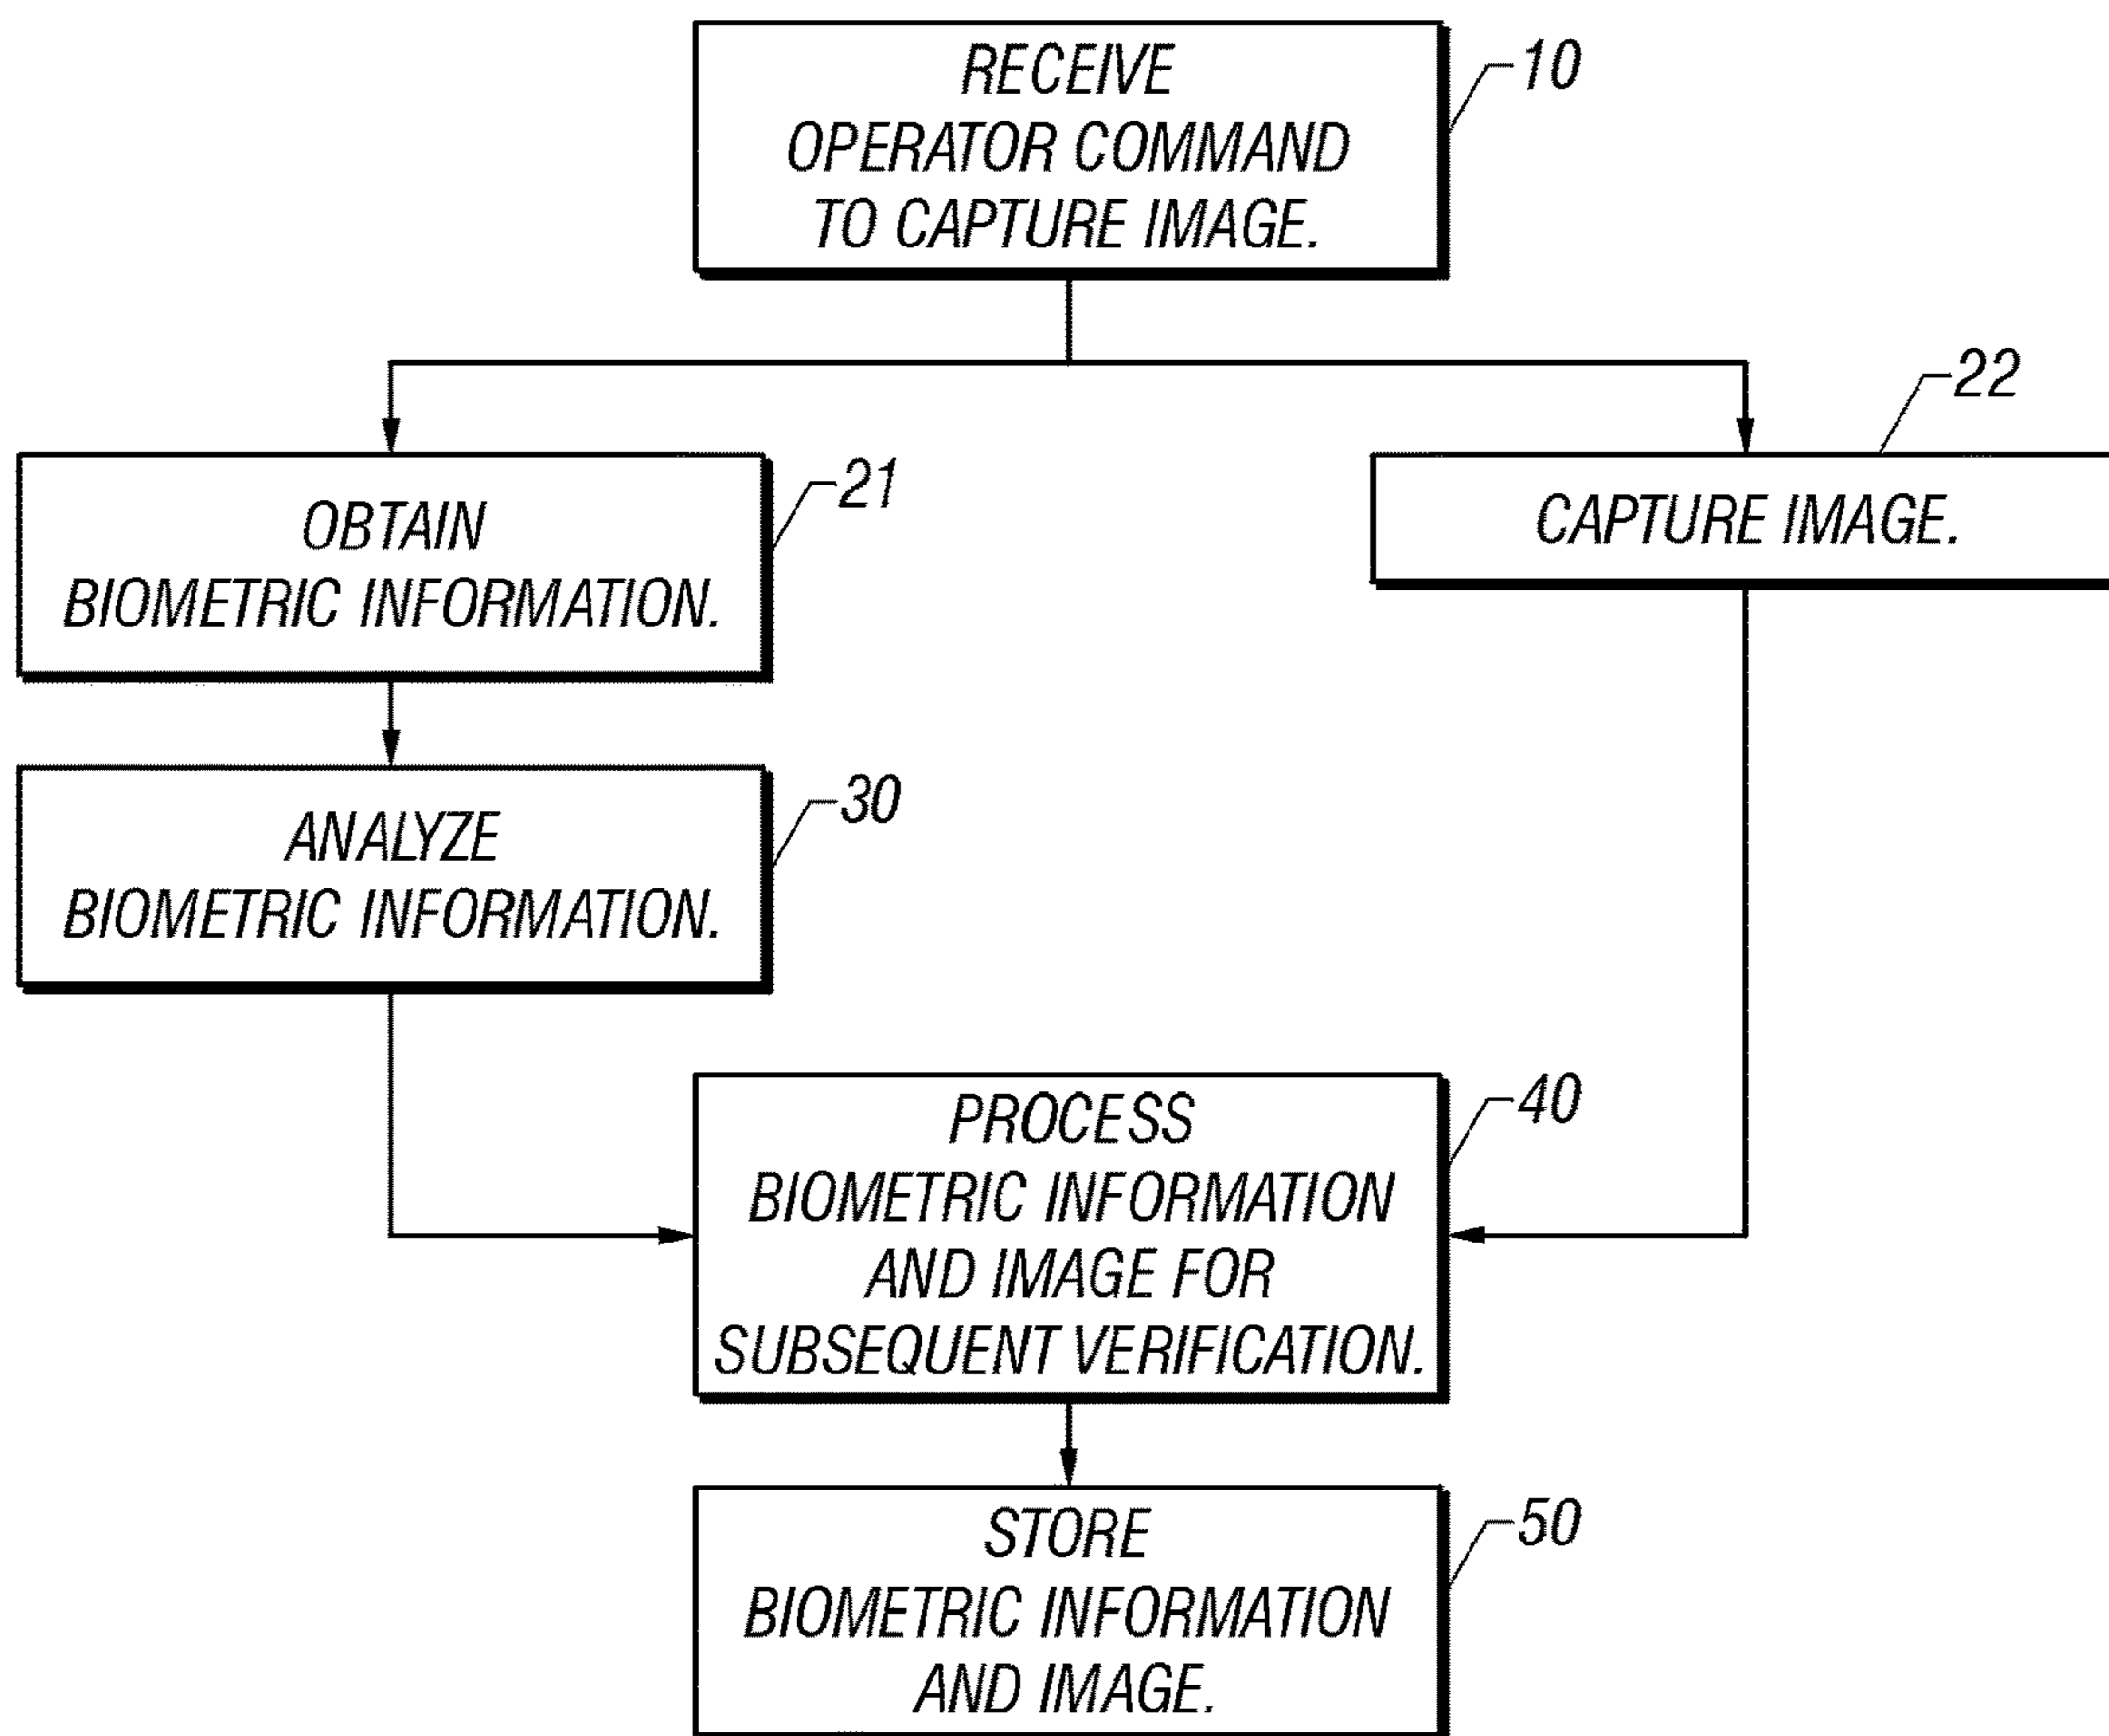 RECEIVE
OPERATOR COMMAND
TO CAPTURE IMAGE.
10
OBTAIN
BIOMETRIC INFORMATION.
21
CAPTURE IMAGE.
22
ANALYZE
BIOMETRIC INFORMATION.
30
PROCESS
BIOMETRIC INFORMATION
AND IMAGE FOR
SUBSEQUENT VERIFICATION.
40
STORE
BIOMETRIC INFORMATION
AND IMAGE.
50